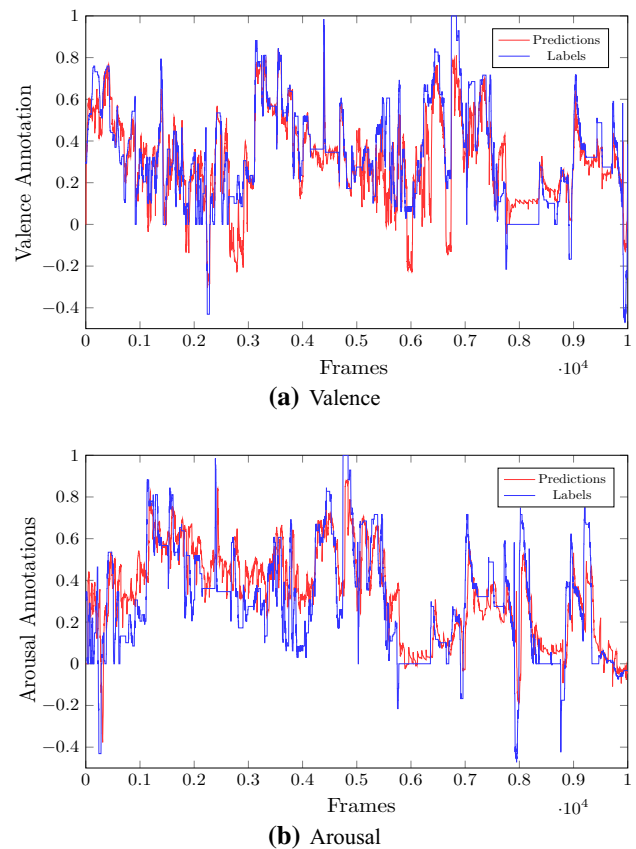 1
0.8
0.6
0.4
0.2
0
−0.2
−0.4
Valence Annotation
Predictions
Labels
0 0.1 0.2 0.3 0.4 0.5 0.6 0.7 0.8 0.9 1
Frames
·10⁴
(a) Valence
1
0.8
0.6
0.4
0.2
0
−0.2
−0.4
Arousal Annotations
Predictions
Labels
0 0.1 0.2 0.3 0.4 0.5 0.6 0.7 0.8 0.9 1
Frames
·10⁴
(b) Arousal